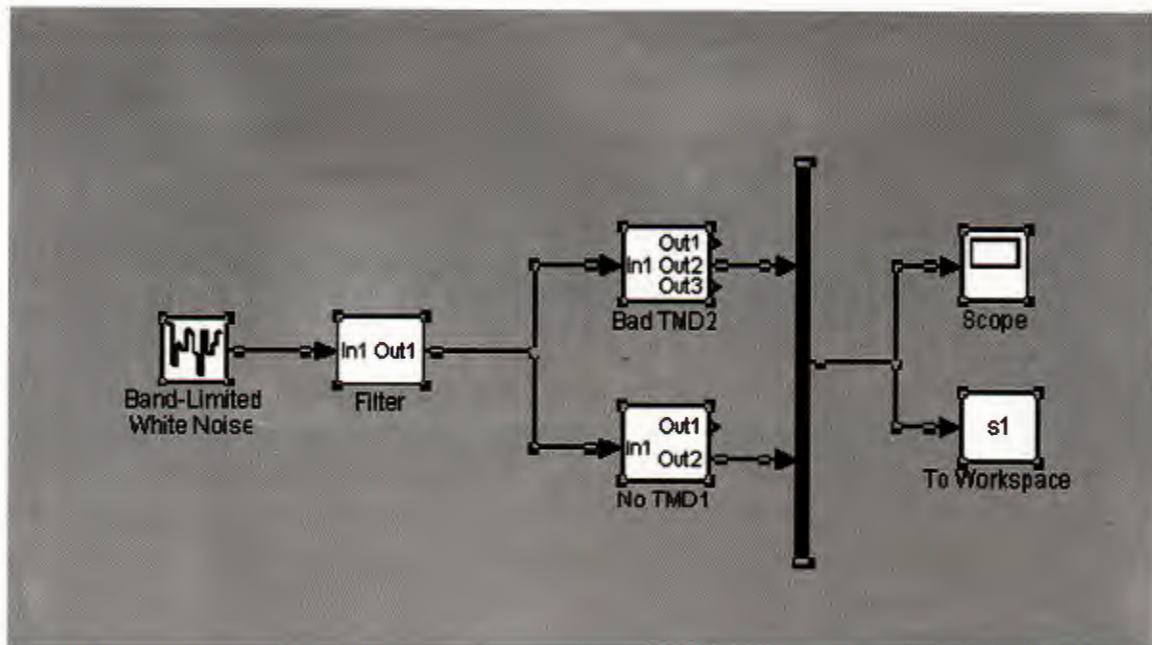 Band-Limited
White Noise
In1 Out1
Filter
Out1
In1 Out2
Out3
Bad TMD2
Out1
In1
Out2
No TMD1
Scope
s1
To Workspace